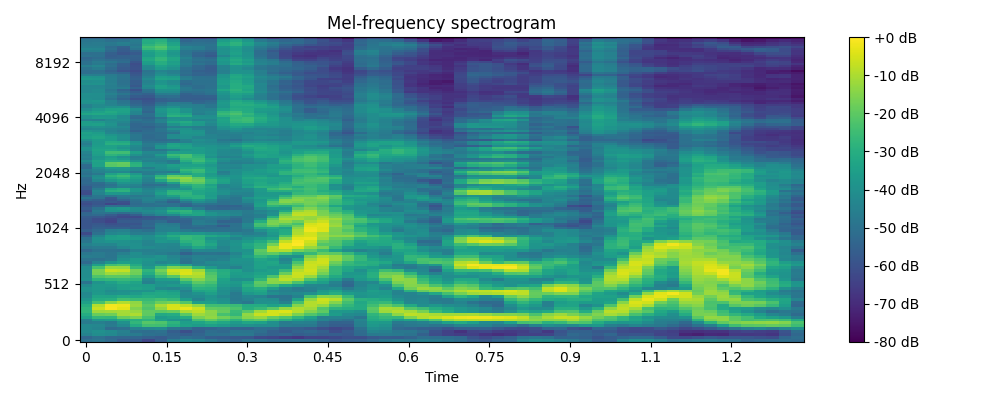 Mel-frequency spectrogram
Hz
8192
4096
2048
1024
512
0
0 0.15 0.3 0.45 0.6 0.75 0.9 1.1 1.2
Time
+0 dB
-10 dB
-20 dB
-30 dB
-40 dB
-50 dB
-60 dB
-70 dB
-80 dB